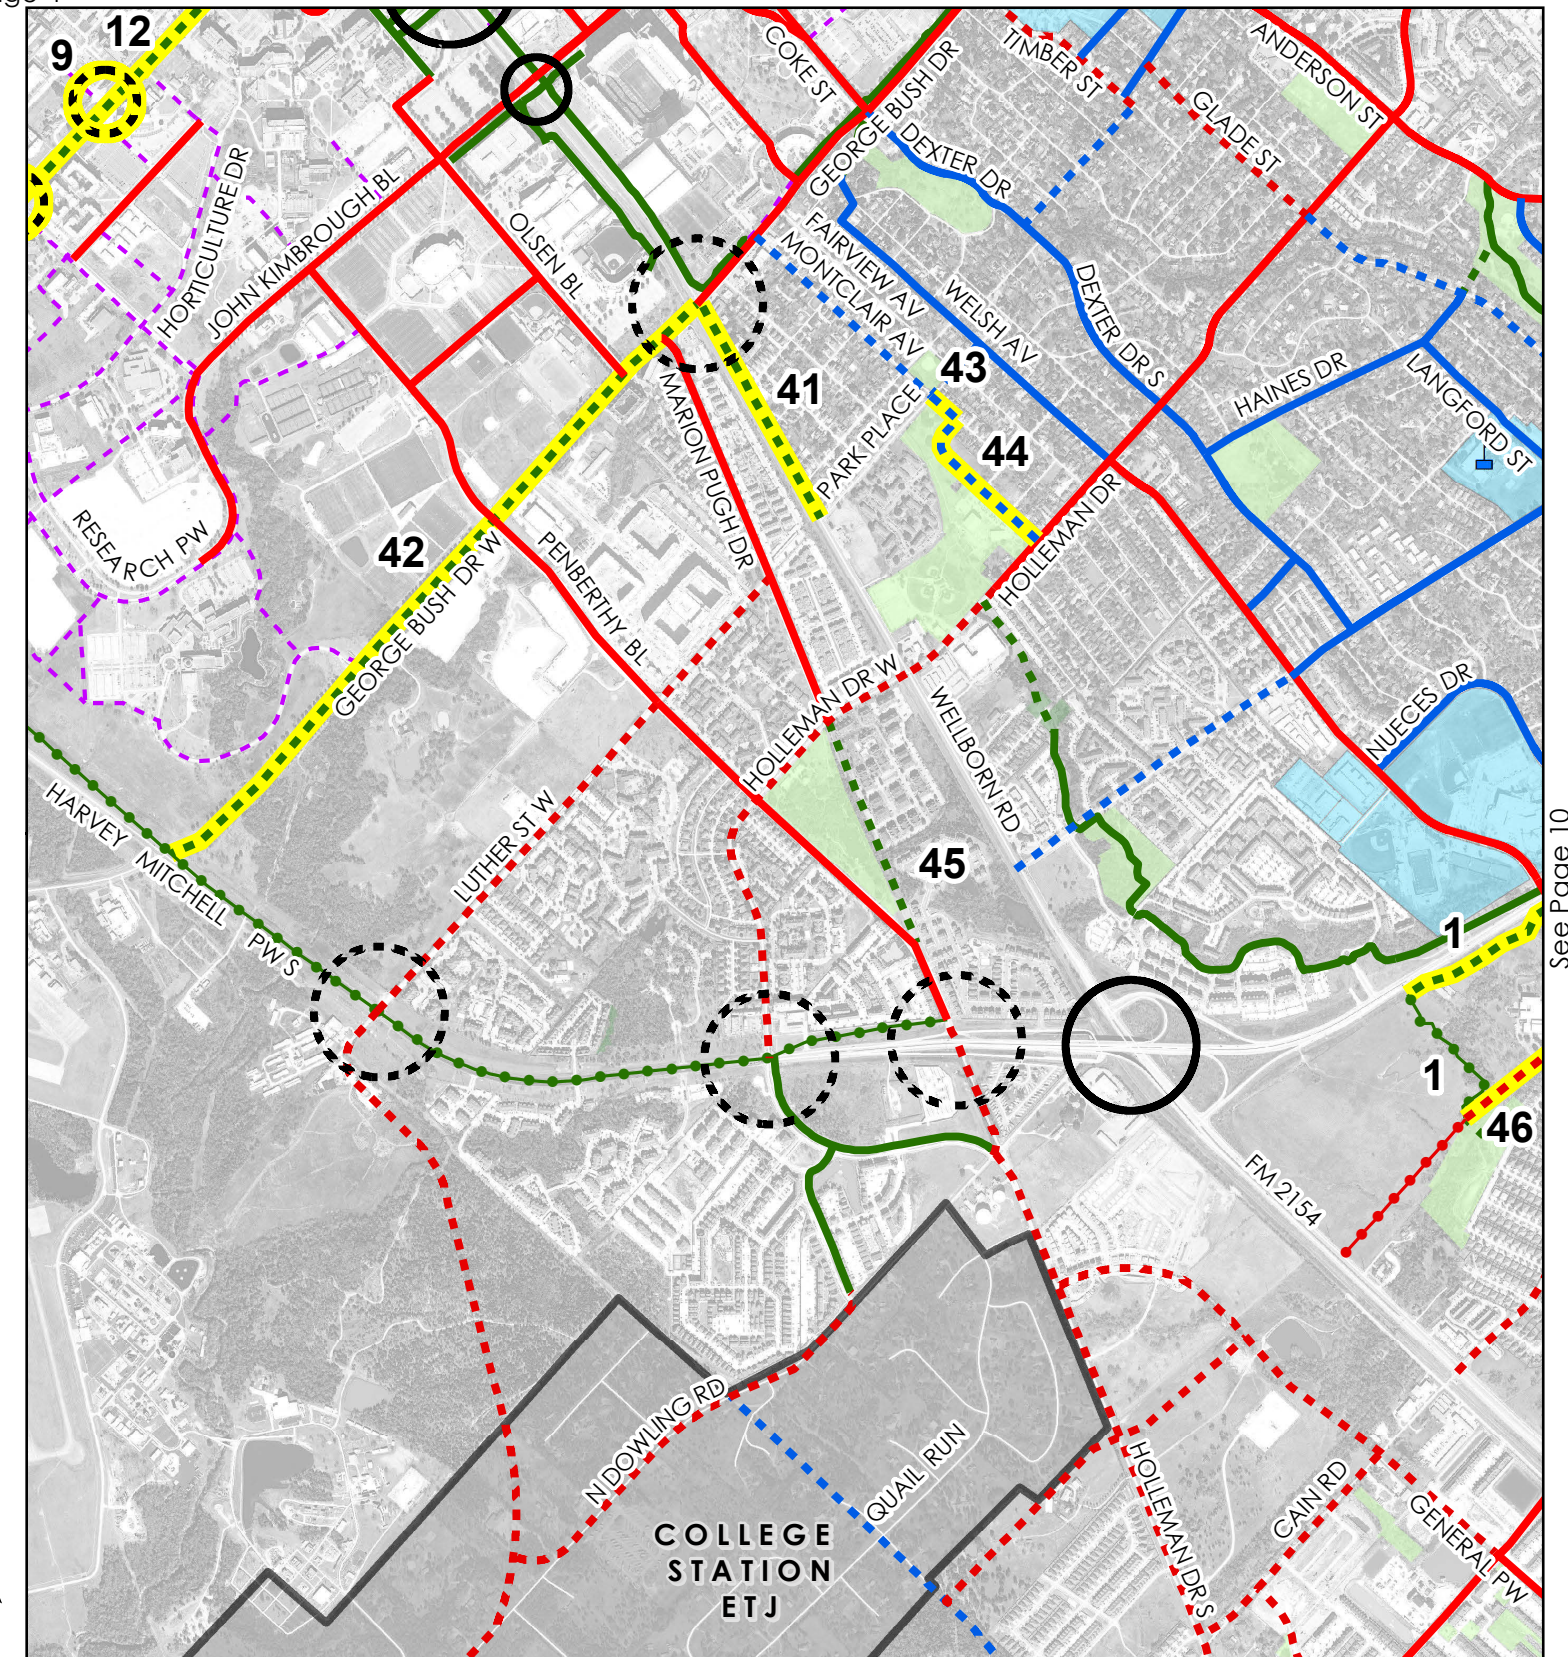 12
9
COKE ST
TIMBER ST
ANDERSON ST
GLADE ST
GEORGE BUSH DR
DEXTER DR
HORTICULTURE DR
JOHN KIMBROUGH BL
OLSEN BL
FAIRVIEW AV
MONTCLAIR AV
WELSH AV
DEXTER DR S
HAINES DR
LANGFORD ST
43
41
44
PARK PLACE
MARION PUGH DR
RESEARCH PW
42
GEORGE BUSH DR W
PENBERTHY BL
HOLLEMAN DR
HOLLEMAN DR W
WELLBORN RD
NUECES DR
HARVEY MITCHELL PW S
LUTHER ST W
45
See Page 10
1
1
46
FM 2154
N DOWLING RD
QUAIL RUN
HOLLEMAN DR S
CAIN RD
GENERAL PW
COLLEGE
STATION
ETJ